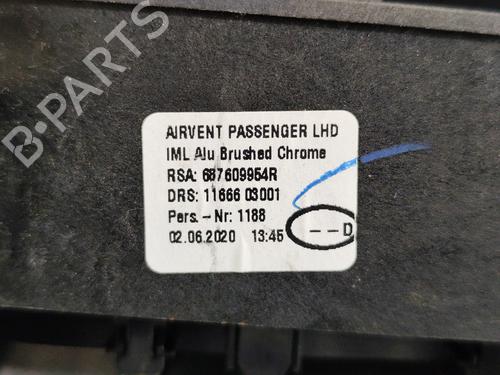 AIRVENT PASSENGER LHD
IML Alu Brushed Chrome
RSA: 687609954R
DRS: 11666 03001
Pers. - Nr: 1188
02.06.2020 13:45
-- D
B-PARTS